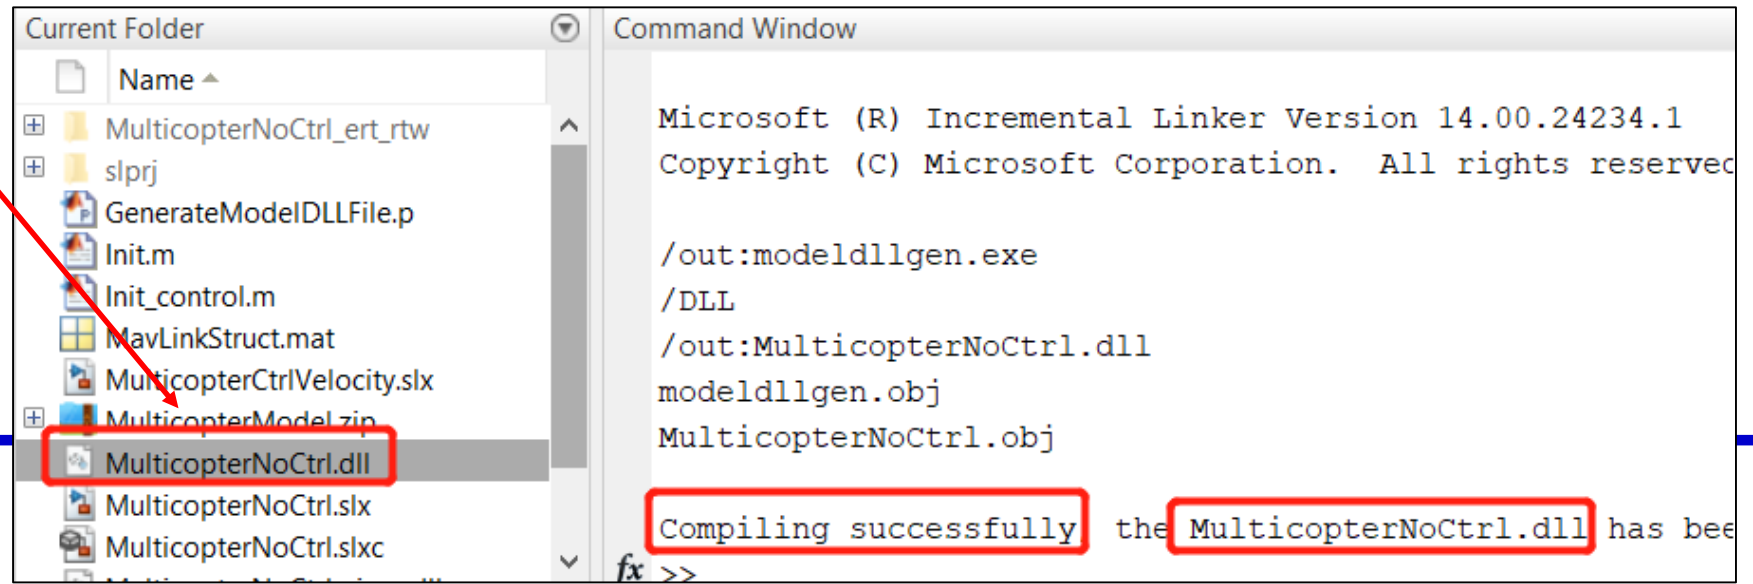 Current Folder
Name
MulticopterNoCtrl_ert_rtw
slprj
GenerateModelDLLFile.p
Init.m
Init_control.m
MavLinkStruct.mat
MulticopterCtrlVelocity.slx
MulticopterModel.zip
MulticopterNoCtrl.dll
MulticopterNoCtrl.slx
MulticopterNoCtrl.slxc
Command Window
Microsoft (R) Incremental Linker Version 14.00.24234.1
Copyright (C) Microsoft Corporation.  All rights reserved
/out:modeldllgen.exe
/DLL
/out:MulticopterNoCtrl.dll
modeldllgen.obj
MulticopterNoCtrl.obj
Compiling successfully, the MulticopterNoCtrl.dll has bee
fx >>